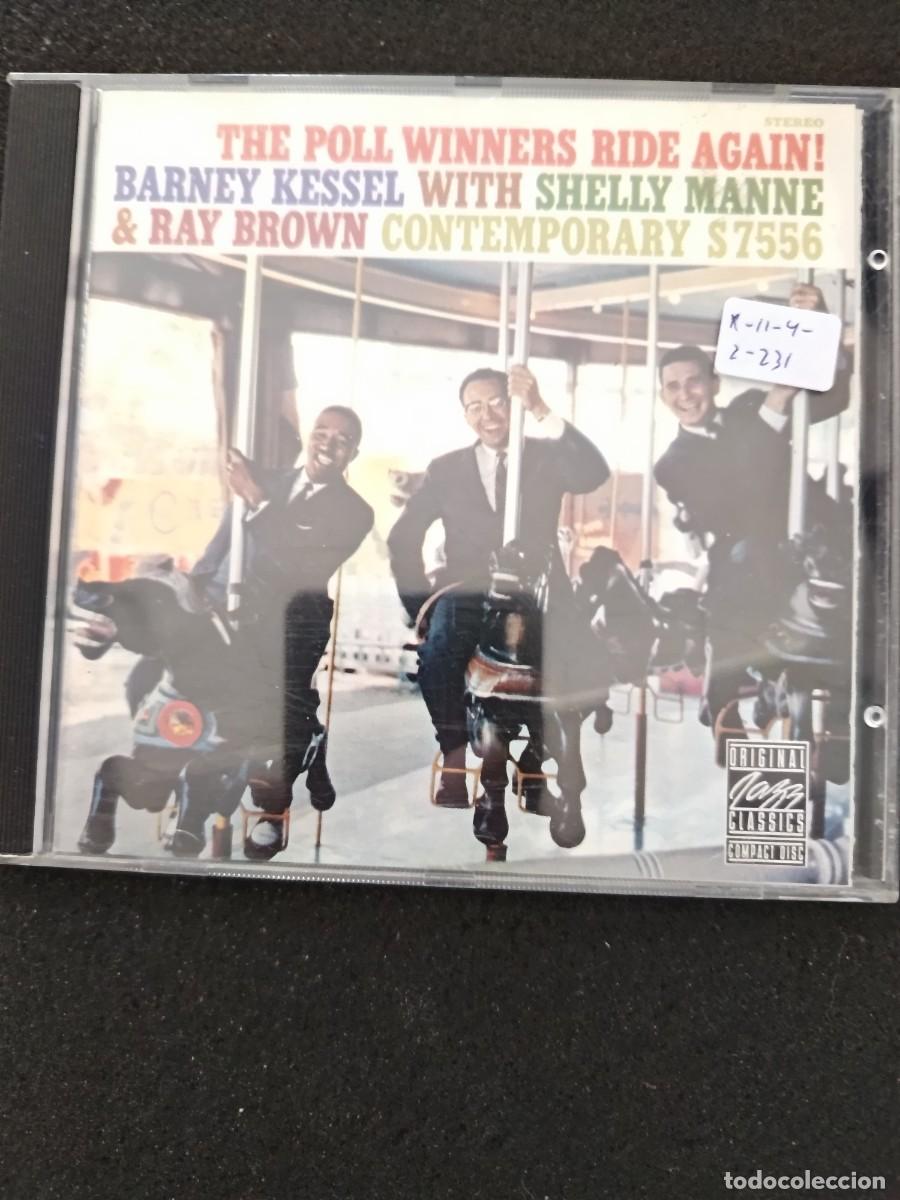 STEREO
THE POLL WINNERS RIDE AGAIN!
BARNEY KESSEL WITH SHELLY MANNE
& RAY BROWN CONTEMPORARY S7556
X-11-4-
2-231
ORIGINAL
Jazz
CLASSICS
COMPACT DISC
todocoleccion